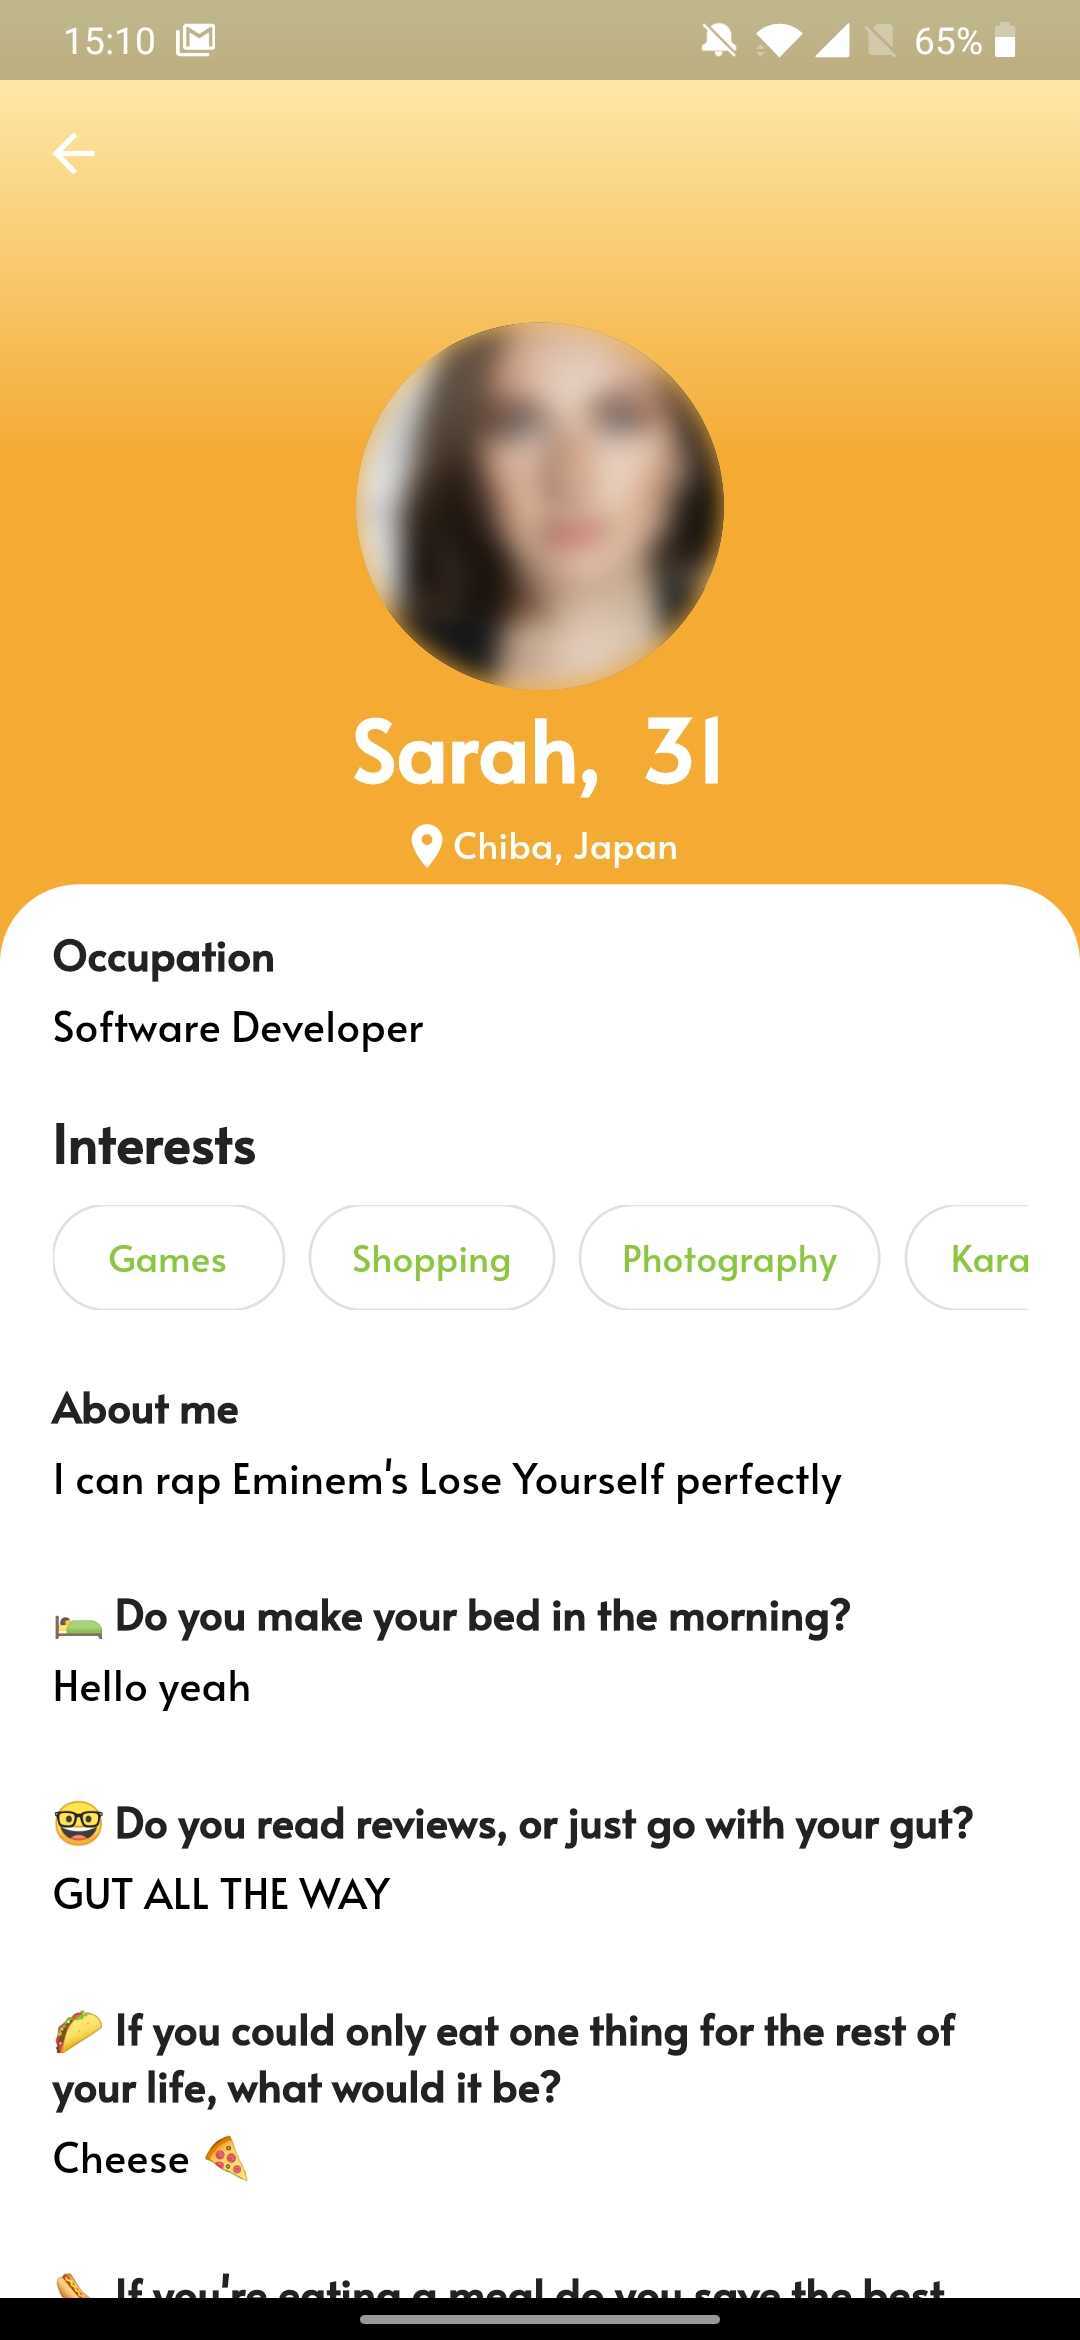 15:10
65%
Sarah, 31
Chiba, Japan
Occupation
Software Developer
Interests
Games Shopping Photography Kara
About me
I can rap Eminem's Lose Yourself perfectly
🛌 Do you make your bed in the morning?
Hello yeah
🤓 Do you read reviews, or just go with your gut?
GUT ALL THE WAY
🌮 If you could only eat one thing for the rest of
your life, what would it be?
Cheese 🍕
🌭 If you're eating a meal do you save the best